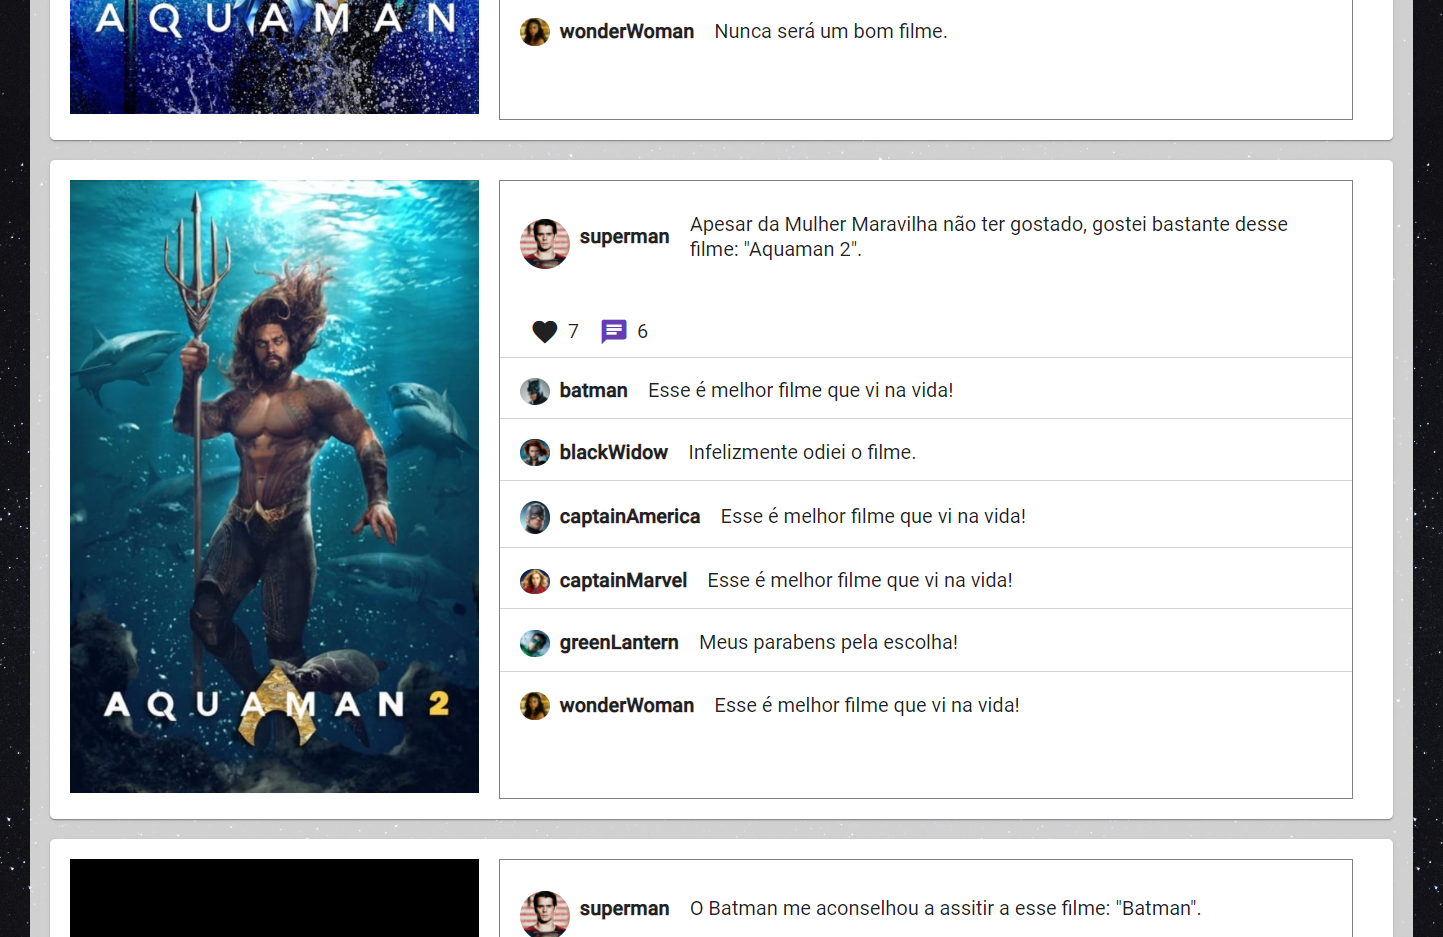 AQUAMAN
wonderWoman Nunca será um bom filme.
superman Apesar da Mulher Maravilha não ter gostado, gostei bastante desse
filme: "Aquaman 2".
7 6
batman Esse é melhor filme que vi na vida!
blackWidow Infelizmente odiei o filme.
captainAmerica Esse é melhor filme que vi na vida!
captainMarvel Esse é melhor filme que vi na vida!
greenLantern Meus parabens pela escolha!
wonderWoman Esse é melhor filme que vi na vida!
AQUAMAN 2
superman O Batman me aconselhou a assitir a esse filme: "Batman".